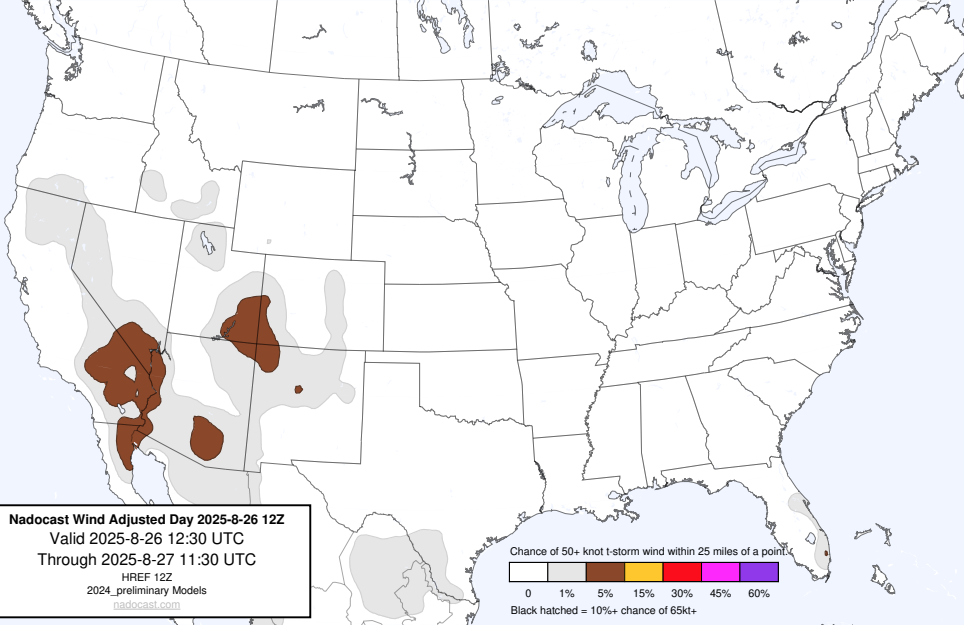 Nadocast Wind Adjusted Day 2025-8-26 12Z
Valid 2025-8-26 12:30 UTC
Through 2025-8-27 11:30 UTC
HREF 12Z
2024_preliminary Models
nadocast.com
Chance of 50+ knot t-storm wind within 25 miles of a point.
0 1% 5% 15% 30% 45% 60%
Black hatched = 10%+ chance of 65kt+